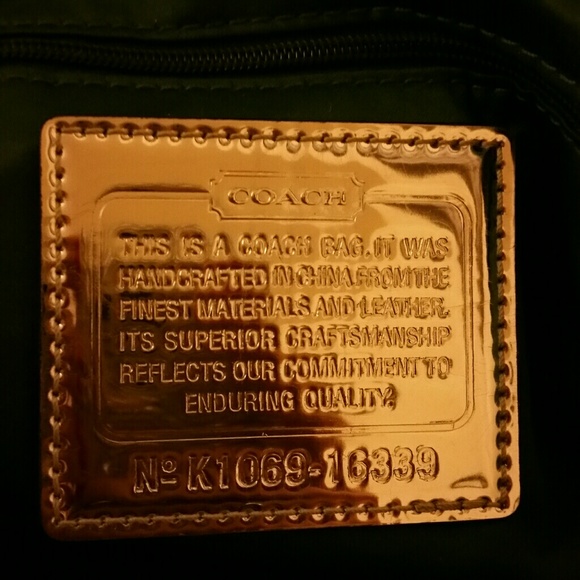 COACH
THIS IS A COACH BAG. IT WAS
HANDCRAFTED IN CHINA FROM THE
FINEST MATERIALS AND LEATHER.
ITS SUPERIOR CRAFTSMANSHIP
REFLECTS OUR COMMITMENT TO
ENDURING QUALITY.
Nº K1069-16339